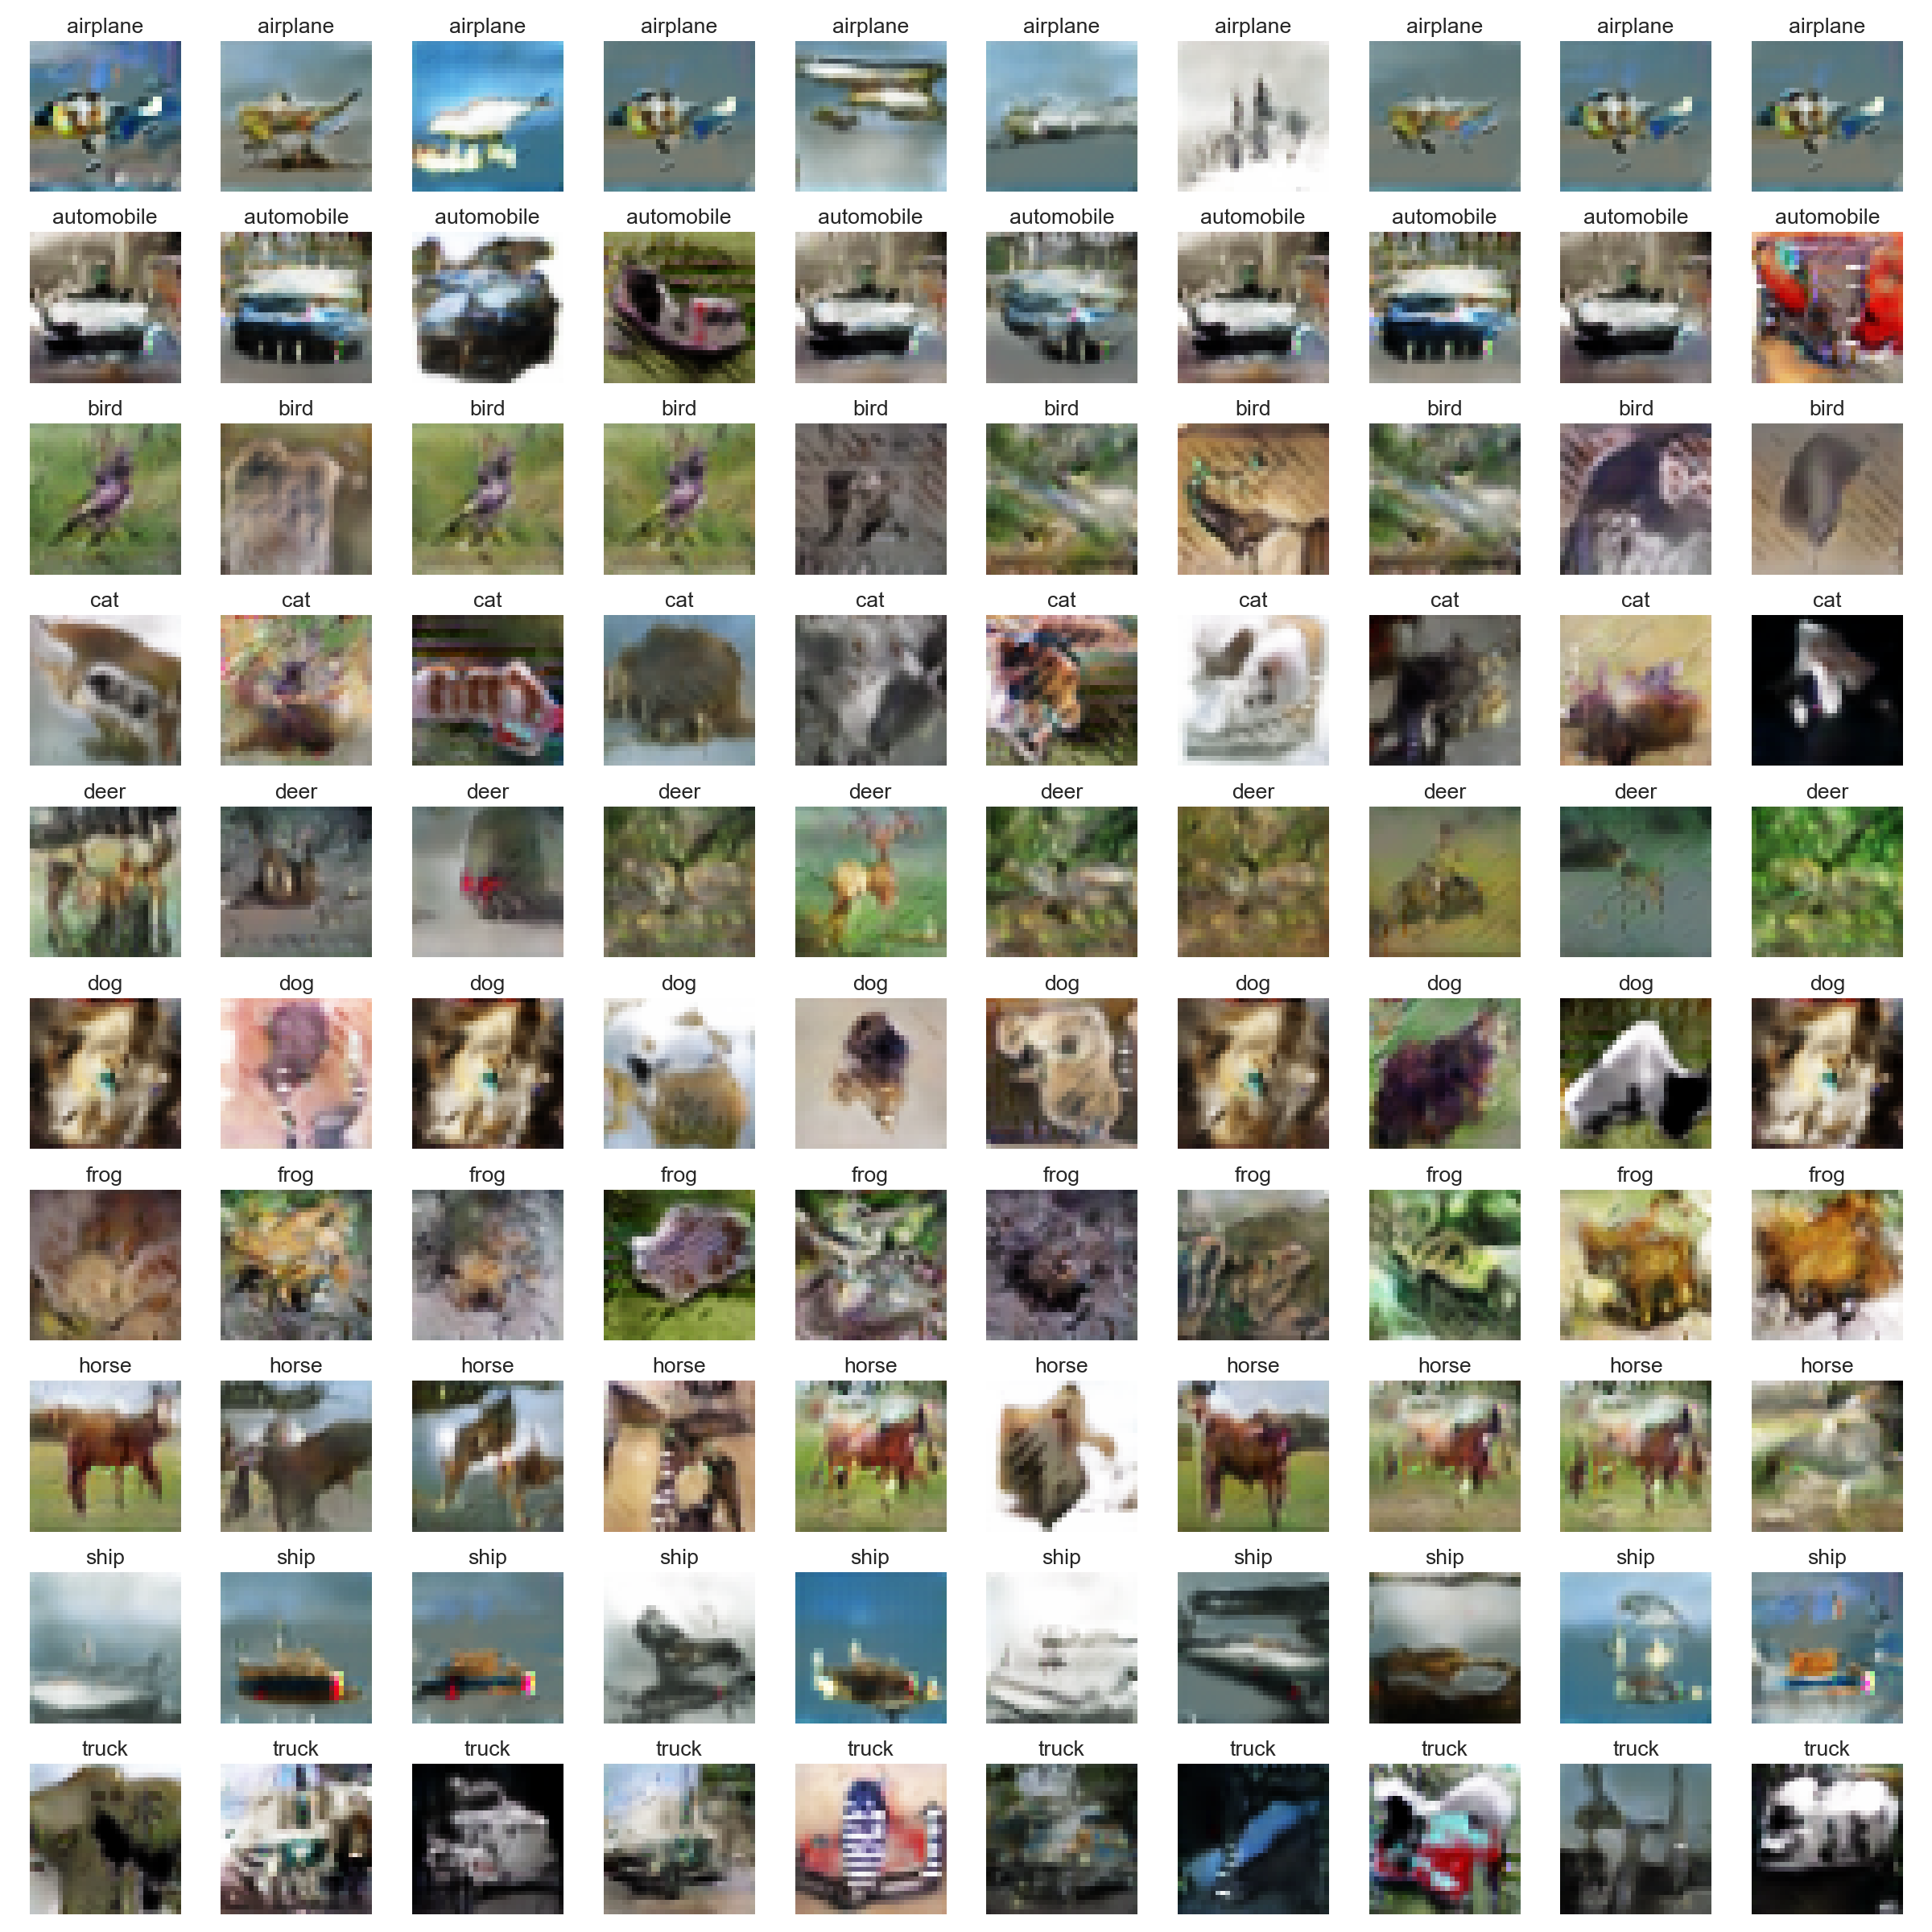 airplane airplane airplane airplane airplane airplane airplane airplane airplane airplane
automobile automobile automobile automobile automobile automobile automobile automobile automobile automobile
bird bird bird bird bird bird bird bird bird bird
cat cat cat cat cat cat cat cat cat cat
deer deer deer deer deer deer deer deer deer deer
dog dog dog dog dog dog dog dog dog dog
frog frog frog frog frog frog frog frog frog frog
horse horse horse horse horse horse horse horse horse horse
ship ship ship ship ship ship ship ship ship ship
truck truck truck truck truck truck truck truck truck truck